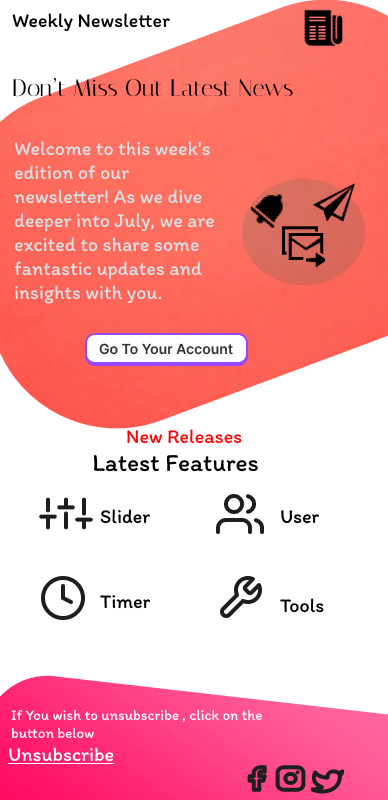 Weekly Newsletter
Don't Miss Out Latest News
Welcome to this week's
edition of our
newsletter! As we dive
deeper into July, we are
excited to share some
fantastic updates and
insights with you.
Go To Your Account
New Releases
Latest Features
Slider
User
Timer
Tools
If You wish to unsubscribe , click on the
button below
Unsubscribe